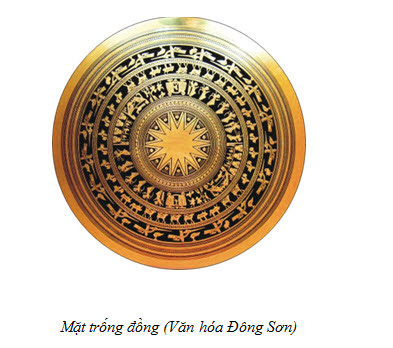 Mặt trống đồng (Văn hóa Đông Sơn)